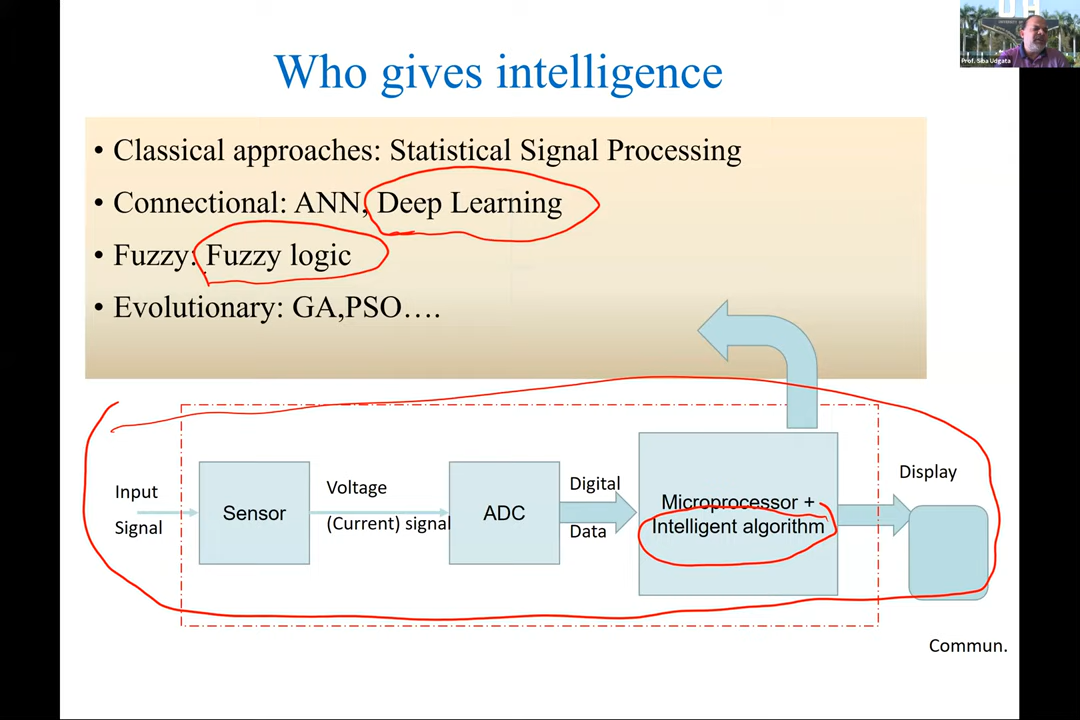 Prof. Siba Udgata
Who gives intelligence
• Classical approaches: Statistical Signal Processing
• Connectional: ANN, Deep Learning
• Fuzzy: Fuzzy logic
• Evolutionary: GA,PSO….
Input
Signal
Sensor
Voltage
(Current) signal
ADC
Digital
Data
Microprocessor +
Intelligent algorithm
Display
Commun.